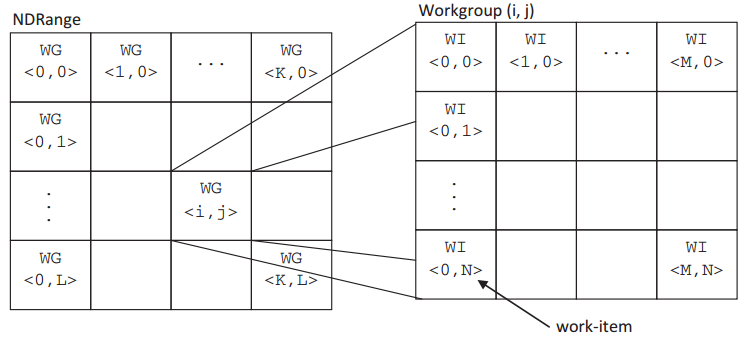 NDRange
WG WG WG
<0,0> <1,0> ... <K,0>
WG
<0,1>
WG
<i,j>
WG WG
<0,L> <K,L>
Workgroup (i, j)
WI WI WI
<0,0> <1,0> ... <M,0>
WI
<0,1>
WI WI
<0,N> <M,N>
work-item